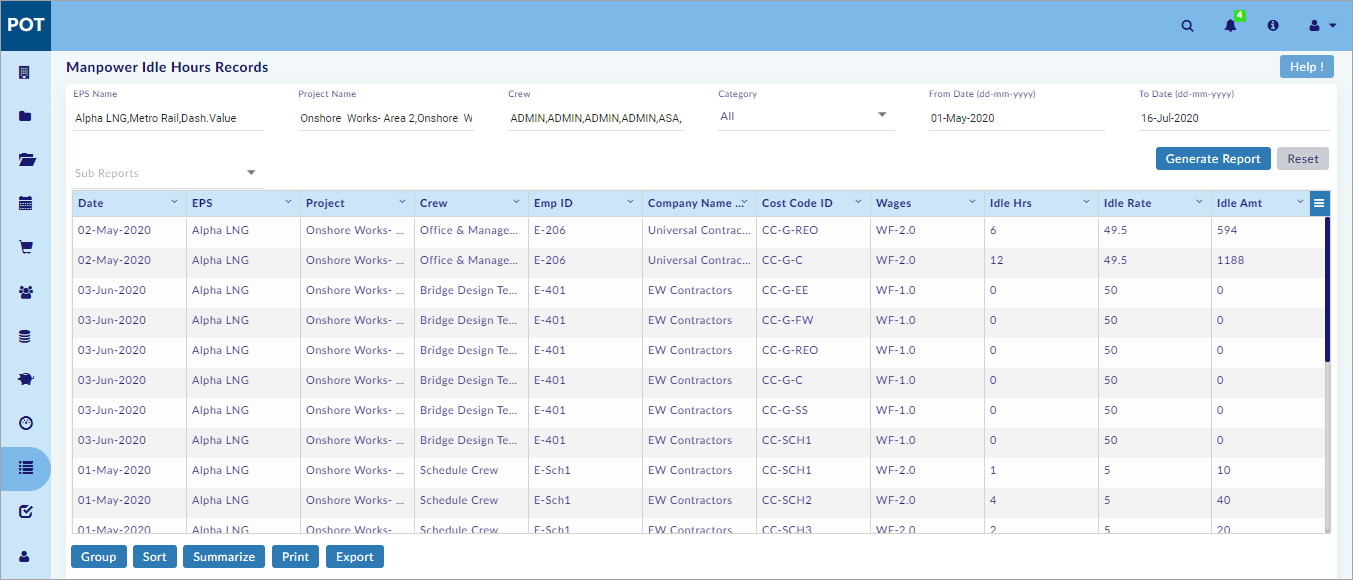 POT
4
Manpower Idle Hours Records
Help !
EPS Name Project Name Crew Category From Date (dd-mm-yyyy) To Date (dd-mm-yyyy)
Alpha LNG,Metro Rail,Dash.Value Onshore Works- Area 2,Onshore W ADMIN,ADMIN,ADMIN,ADMIN,ASA, All 01-May-2020 16-Jul-2020
Generate Report Reset
Sub Reports
Date EPS Project Crew Emp ID Company Name ... Cost Code ID Wages Idle Hrs Idle Rate Idle Amt
02-May-2020 Alpha LNG Onshore Works- ... Office & Manage... E-206 Universal Contrac... CC-G-REO WF-2.0 6 49.5 594
02-May-2020 Alpha LNG Onshore Works- ... Office & Manage... E-206 Universal Contrac... CC-G-C WF-2.0 12 49.5 1188
03-Jun-2020 Alpha LNG Onshore Works- ... Bridge Design Te... E-401 EW Contractors CC-G-EE WF-1.0 0 50 0
03-Jun-2020 Alpha LNG Onshore Works- ... Bridge Design Te... E-401 EW Contractors CC-G-FW WF-1.0 0 50 0
03-Jun-2020 Alpha LNG Onshore Works- ... Bridge Design Te... E-401 EW Contractors CC-G-REO WF-1.0 0 50 0
03-Jun-2020 Alpha LNG Onshore Works- ... Bridge Design Te... E-401 EW Contractors CC-G-C WF-1.0 0 50 0
03-Jun-2020 Alpha LNG Onshore Works- ... Bridge Design Te... E-401 EW Contractors CC-G-SS WF-1.0 0 50 0
03-Jun-2020 Alpha LNG Onshore Works- ... Bridge Design Te... E-401 EW Contractors CC-SCH1 WF-1.0 0 50 0
01-May-2020 Alpha LNG Onshore Works- ... Schedule Crew E-Sch1 EW Contractors CC-SCH1 WF-2.0 1 5 10
01-May-2020 Alpha LNG Onshore Works- ... Schedule Crew E-Sch1 EW Contractors CC-SCH2 WF-2.0 4 5 40
01-May-2020 Alpha LNG Onshore Works- Schedule Crew E-Sch1 EW Contractors CC-SCH3 WF-2.0 2 5 20
Group Sort Summarize Print Export